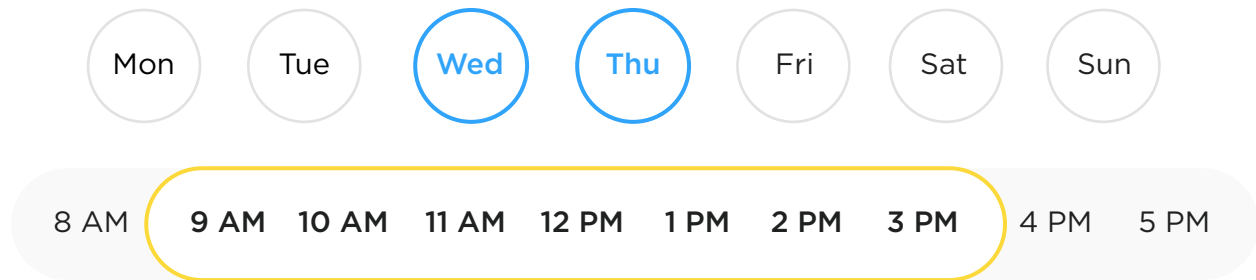 Mon Tue Wed Thu Fri Sat Sun
8 AM 9 AM 10 AM 11 AM 12 PM 1 PM 2 PM 3 PM 4 PM 5 PM